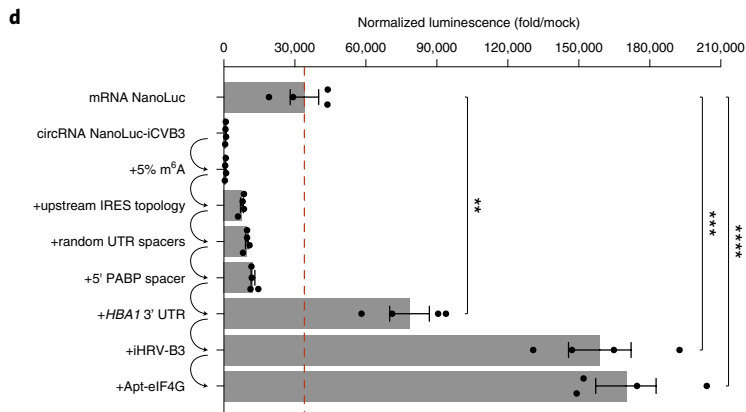 d
Normalized luminescence (fold/mock)
0 30,000 60,000 90,000 120,000 150,000 180,000 210,000
mRNA NanoLuc
circRNA NanoLuc-iCVB3
+5% m⁶A
+upstream IRES topology
+random UTR spacers
+5′ PABP spacer
+HBA1 3′ UTR
+iHRV-B3
+Apt-eIF4G
**
***
****